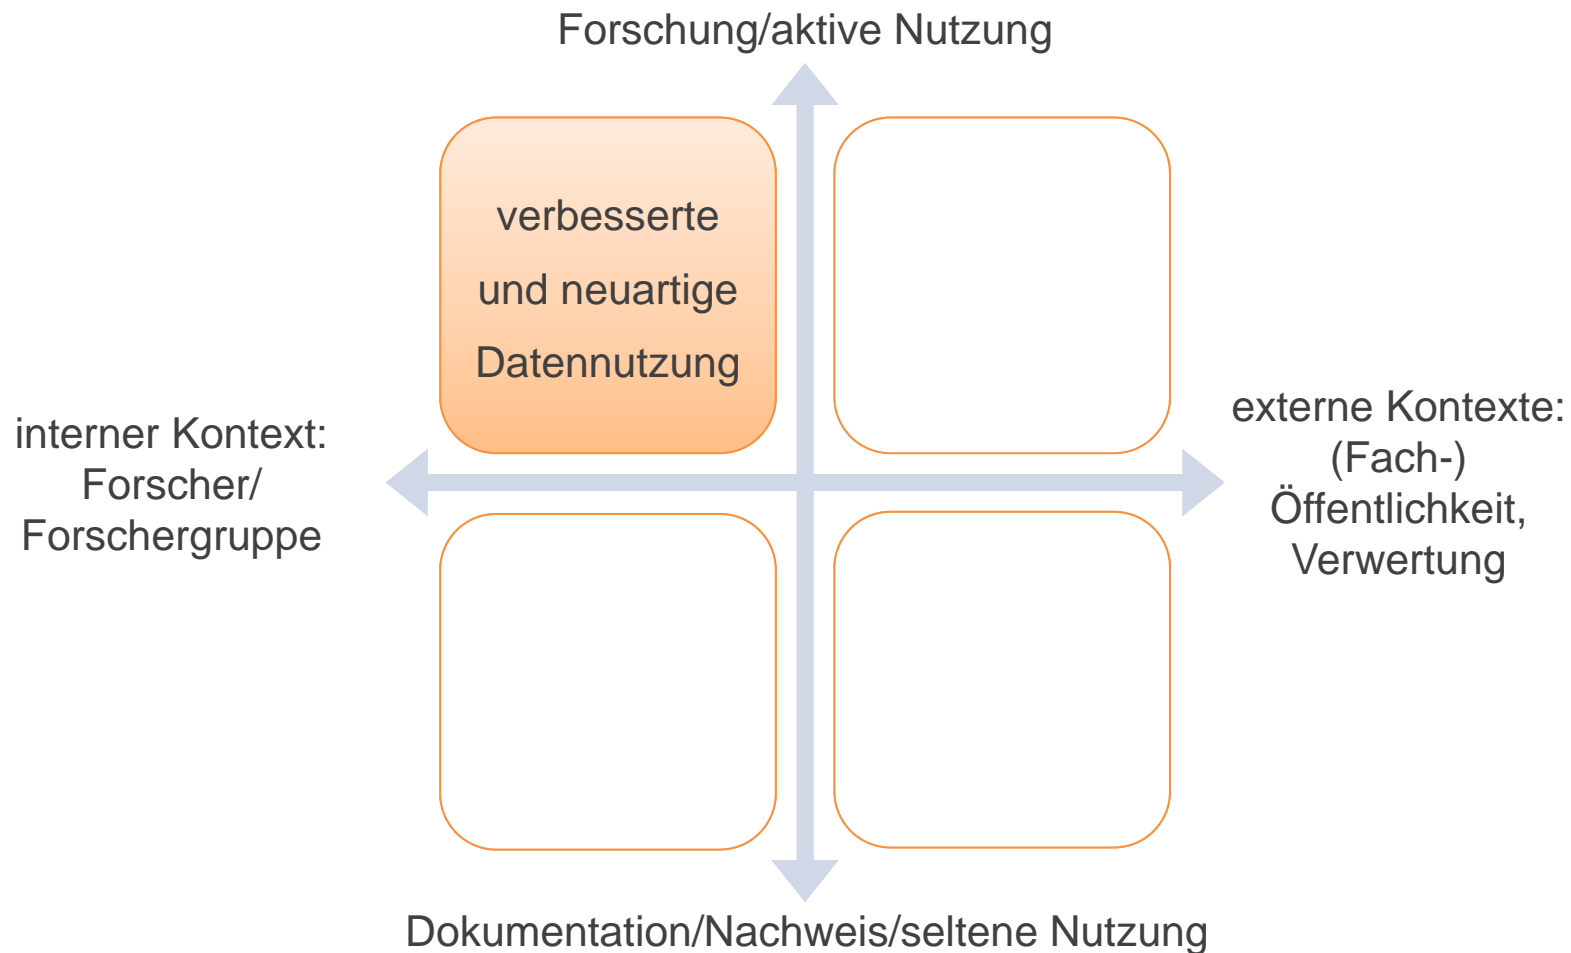 Forschung/aktive Nutzung
verbesserte
und neuartige
Datennutzung
interner Kontext:
Forscher/
Forschergruppe
externe Kontexte:
(Fach-)
Öffentlichkeit,
Verwertung
Dokumentation/Nachweis/seltene Nutzung